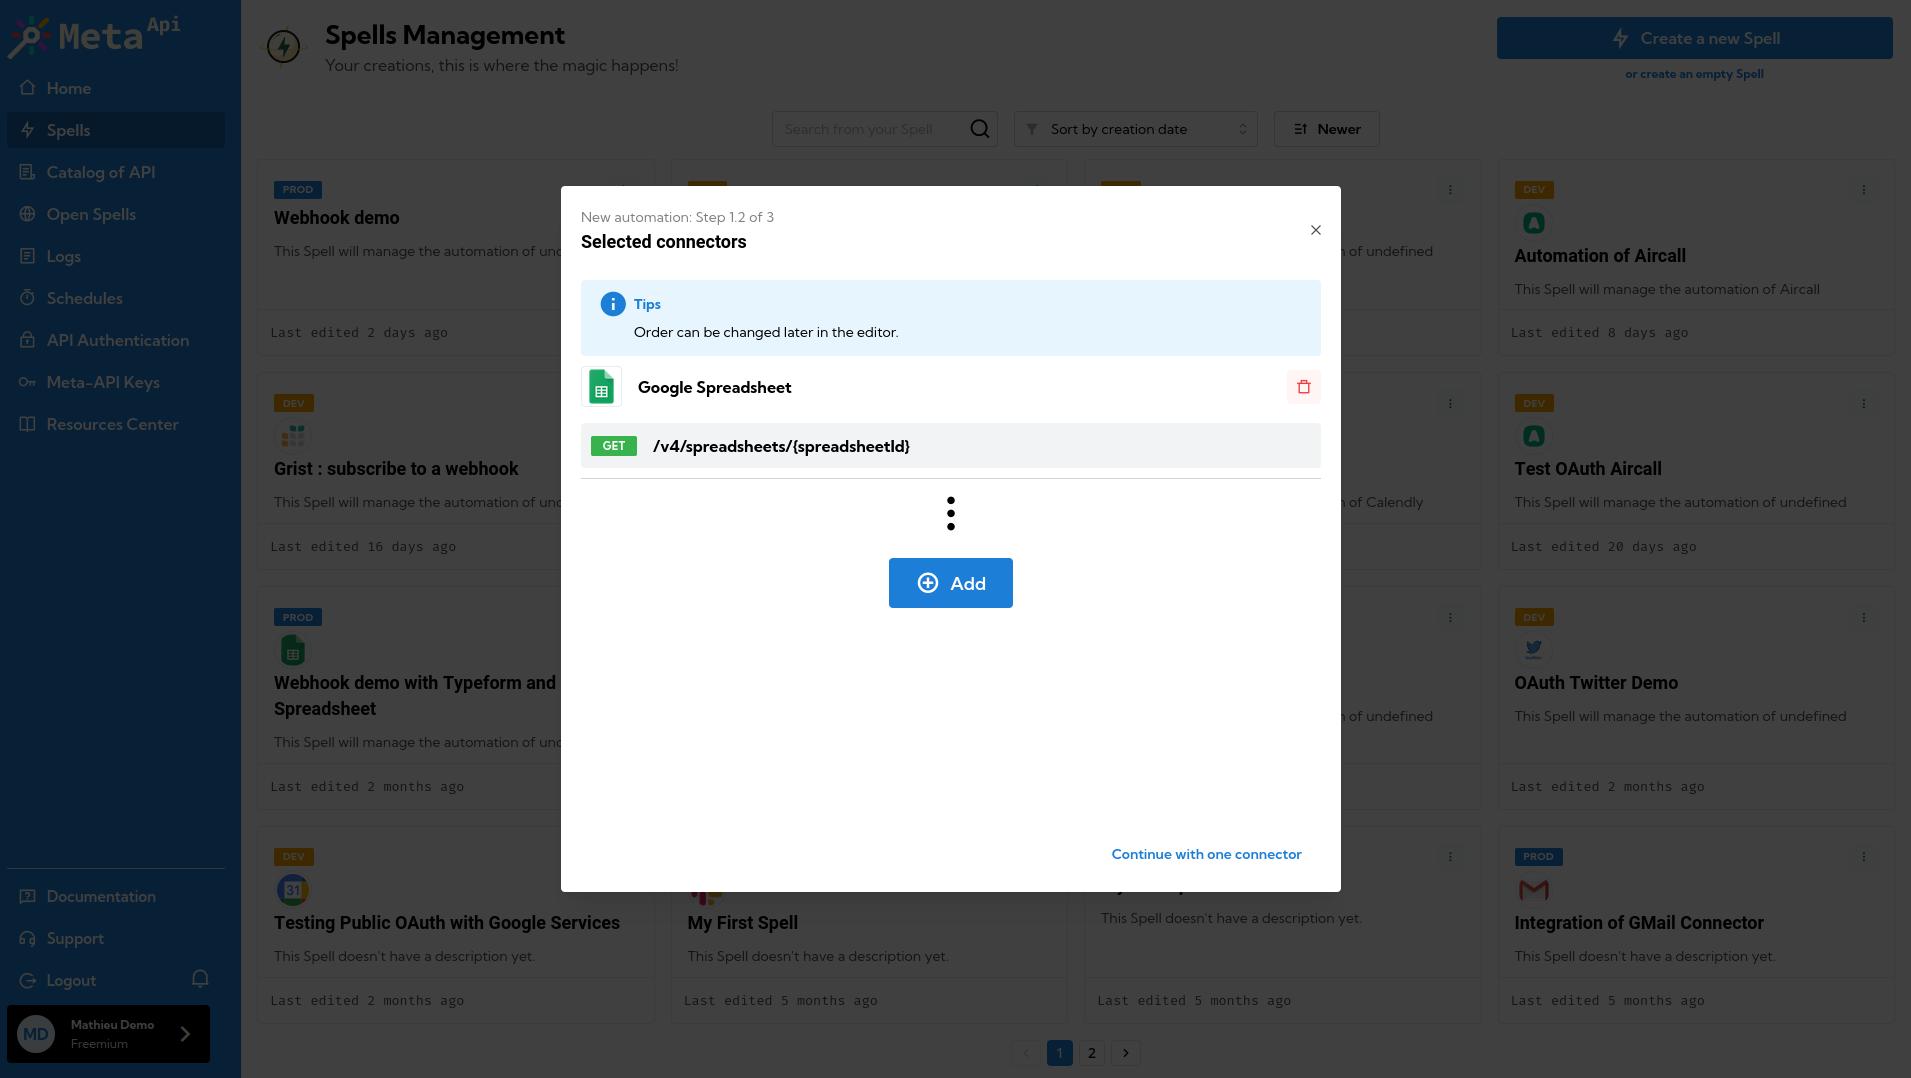 Meta Api
Home
Spells
Catalog of API
Open Spells
Logs
Schedules
API Authentication
Meta-API Keys
Resources Center
Documentation
Support
Logout
MD
Mathieu Demo
Freemium
Spells Management
Your creations, this is where the magic happens!
Create a new Spell
or create an empty Spell
Search from your Spell
Sort by creation date
Newer
PROD
Webhook demo
This Spell will manage the automation of
Last edited 2 days ago
of undefined
DEV
Automation of Aircall
This Spell will manage the automation of Aircall
Last edited 8 days ago
New automation: Step 1.2 of 3
Selected connectors
Tips
Order can be changed later in the editor.
Google Spreadsheet
GET
/v4/spreadsheets/{spreadsheetId}
Add
Continue with one connector
DEV
Grist : subscribe to a webhook
This Spell will manage the automation of
Last edited 16 days ago
of Calendly
DEV
Test OAuth Aircall
This Spell will manage the automation of undefined
Last edited 20 days ago
PROD
Webhook demo with Typeform and
Spreadsheet
This Spell will manage the automation of
Last edited 2 months ago
of undefined
DEV
OAuth Twitter Demo
This Spell will manage the automation of undefined
Last edited 2 months ago
DEV
31
Testing Public OAuth with Google Services
This Spell doesn't have a description yet.
Last edited 2 months ago
My First Spell
This Spell doesn't have a description yet.
Last edited 5 months ago
This Spell doesn't have a description yet.
Last edited 5 months ago
PROD
Integration of GMail Connector
This Spell doesn't have a description yet.
Last edited 5 months ago
1
2